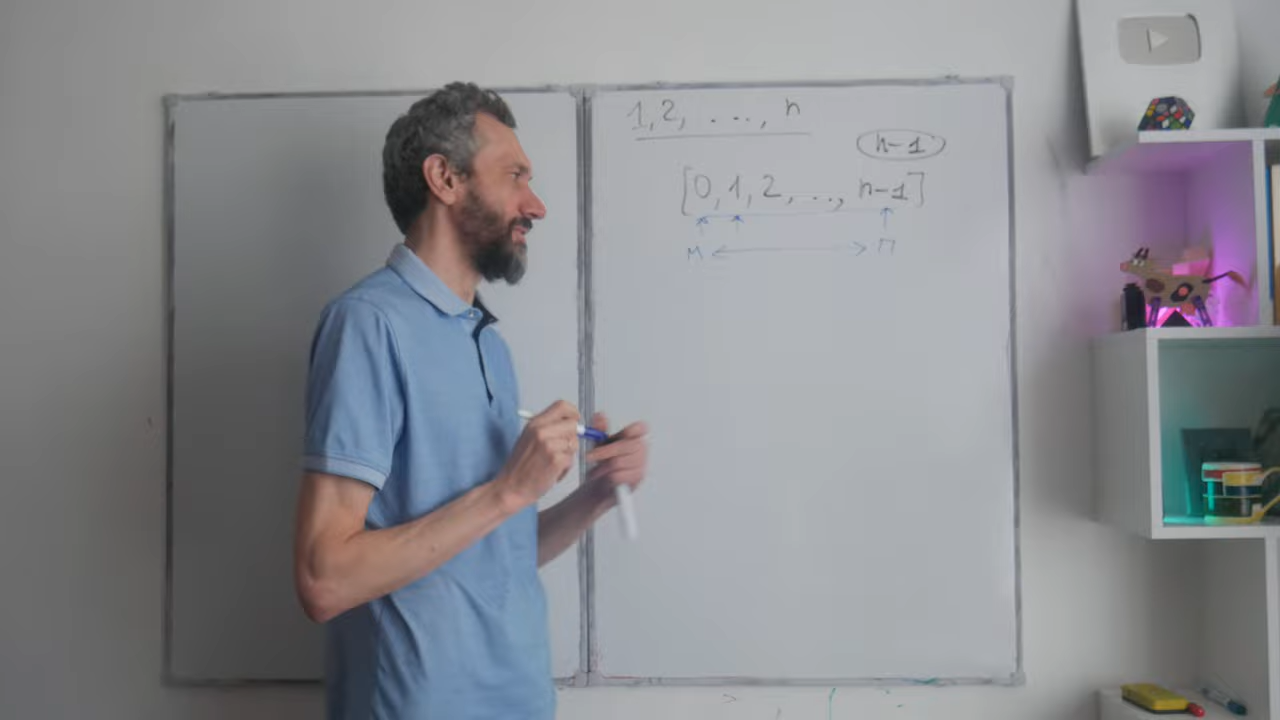 1, 2, ..., n
n-1
[0, 1, 2, ..., n-1]
м п